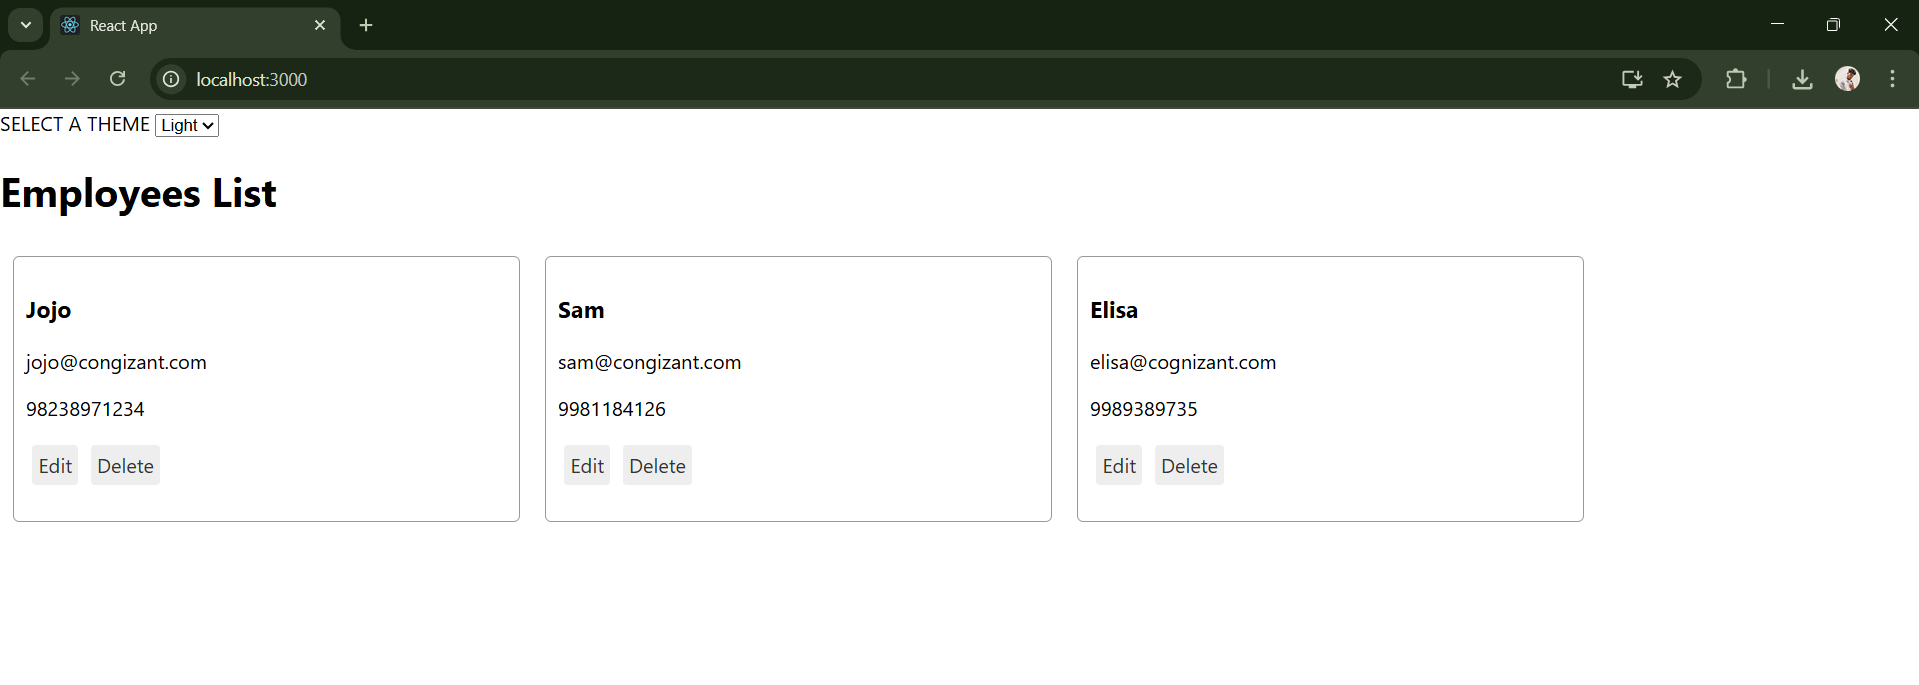 React App
localhost:3000
SELECT A THEME Light
Employees List
Jojo
jojo@congizant.com
98238971234
Edit Delete
Sam
sam@congizant.com
9981184126
Edit Delete
Elisa
elisa@cognizant.com
9989389735
Edit Delete